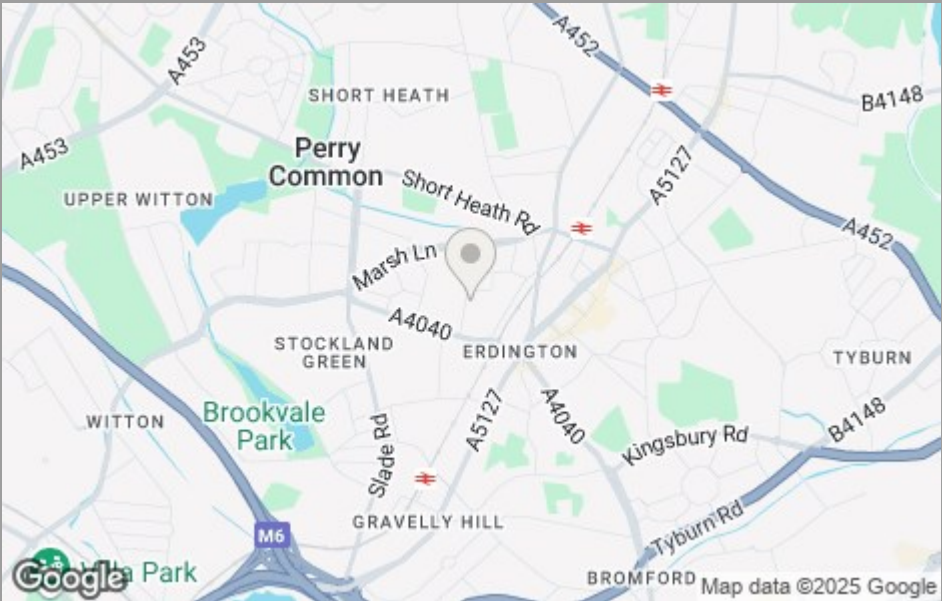 A452
A453
SHORT HEATH
B4148
Perry
Common
A453
A5127
UPPER WITTON
Short Heath Rd
A452
Marsh Ln
A4040
STOCKLAND
GREEN
ERDINGTON
TYBURN
WITTON
Brookvale
Park
A5127
A4040
B4148
Kingsbury Rd
Slade Rd
GRAVELLY HILL
Tyburn Rd
M6
Villa Park
BROMFORD
Google
Map data ©2025 Google